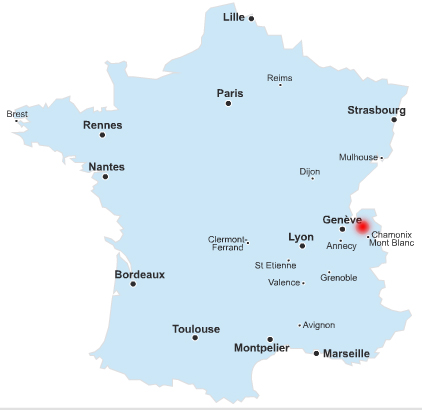 Lille
Reims
Paris
Strasbourg
Brest
Rennes
Mulhouse
Nantes
Dijon
Genève
Chamonix
Mont Blanc
Clermont-
Ferrand
Lyon
Annecy
St Etienne
Grenoble
Bordeaux
Valence
Toulouse
Avignon
Montpelier
Marseille